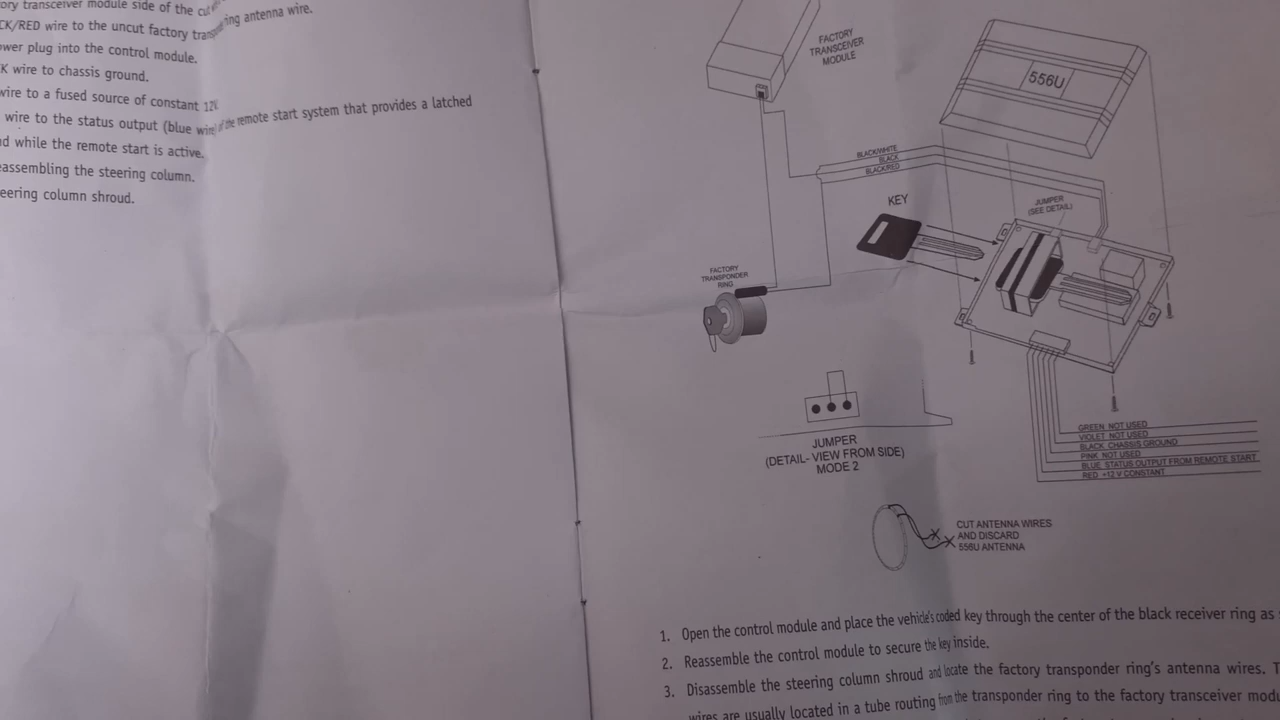 ory transceiver module side of the cut
CK/RED wire to the uncut factory transponder ring antenna wire.
ower plug into the control module.
K wire to chassis ground.
wire to a fused source of constant 12V
wire to the status output (blue wire) of the remote start system that provides a latched
nd while the remote start is active.
eassembling the steering column.
eering column shroud.
FACTORY
TRANSCEIVER
MODULE
556U
BLACK/WHITE
BLACK
BLACK/RED
KEY
JUMPER
(SEE DETAIL)
FACTORY
TRANSPONDER
RING
JUMPER
(DETAIL- VIEW FROM SIDE)
MODE 2
GREEN NOT USED
VIOLET NOT USED
BLACK CHASSIS GROUND
PINK NOT USED
BLUE STATUS OUTPUT FROM REMOTE START
RED +12 V CONSTANT
CUT ANTENNA WIRES
AND DISCARD
556U ANTENNA
1. Open the control module and place the vehicle's coded key through the center of the black receiver ring as
2. Reassemble the control module to secure the key inside.
3. Disassemble the steering column shroud and locate the factory transponder ring's antenna wires. T
wires are usually located in a tube routing from the transponder ring to the factory transceiver modu